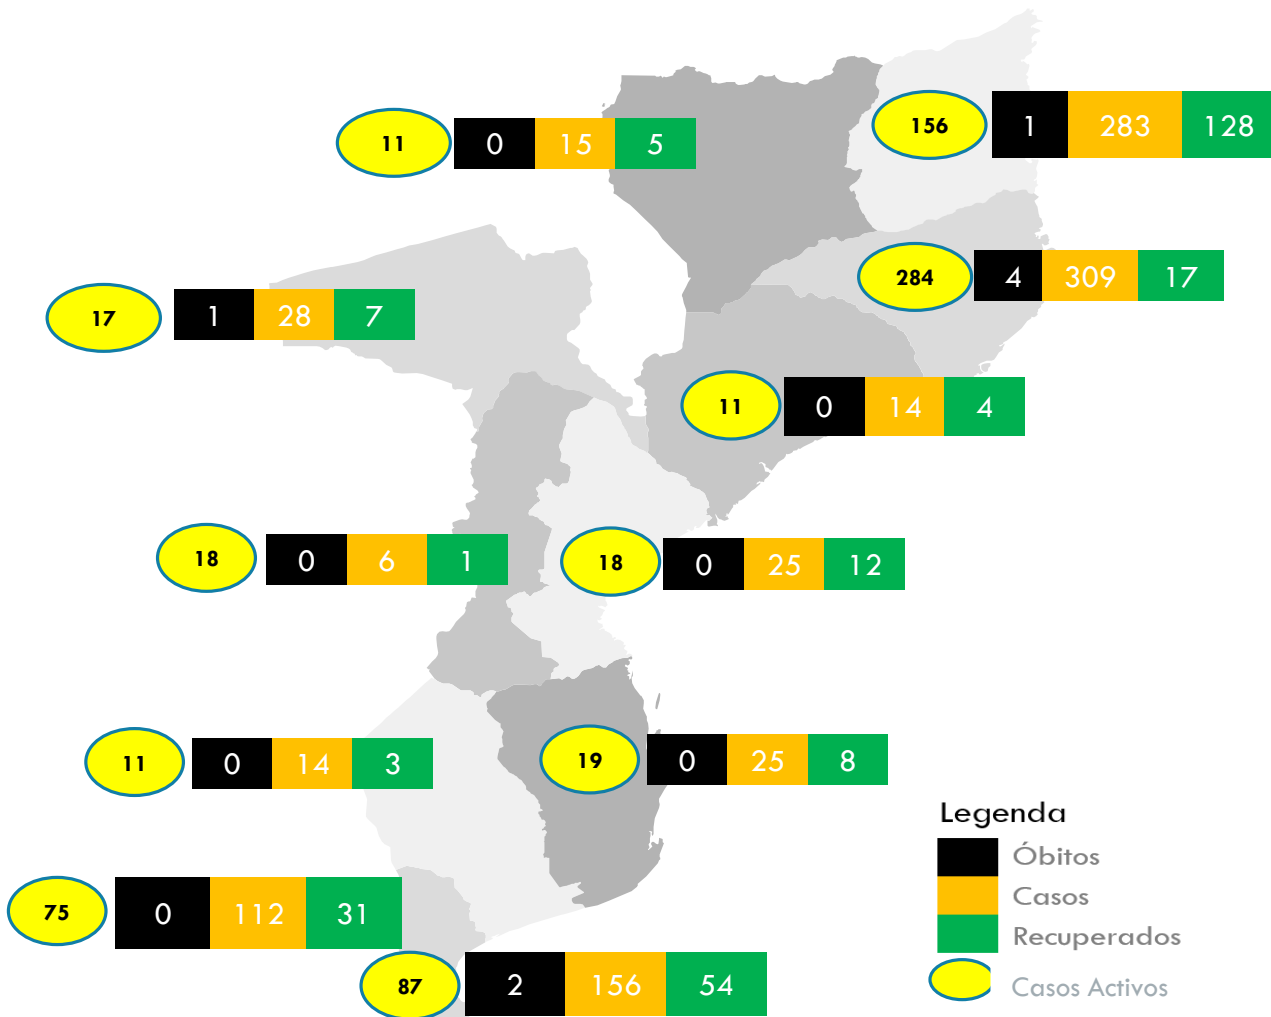 11 0 15 5
156 1 283 128
284 4 309 17
17 1 28 7
11 0 14 4
18 0 6 1
18 0 25 12
11 0 14 3
19 0 25 8
75 0 112 31
87 2 156 54
Legenda
Óbitos
Casos
Recuperados
Casos Activos